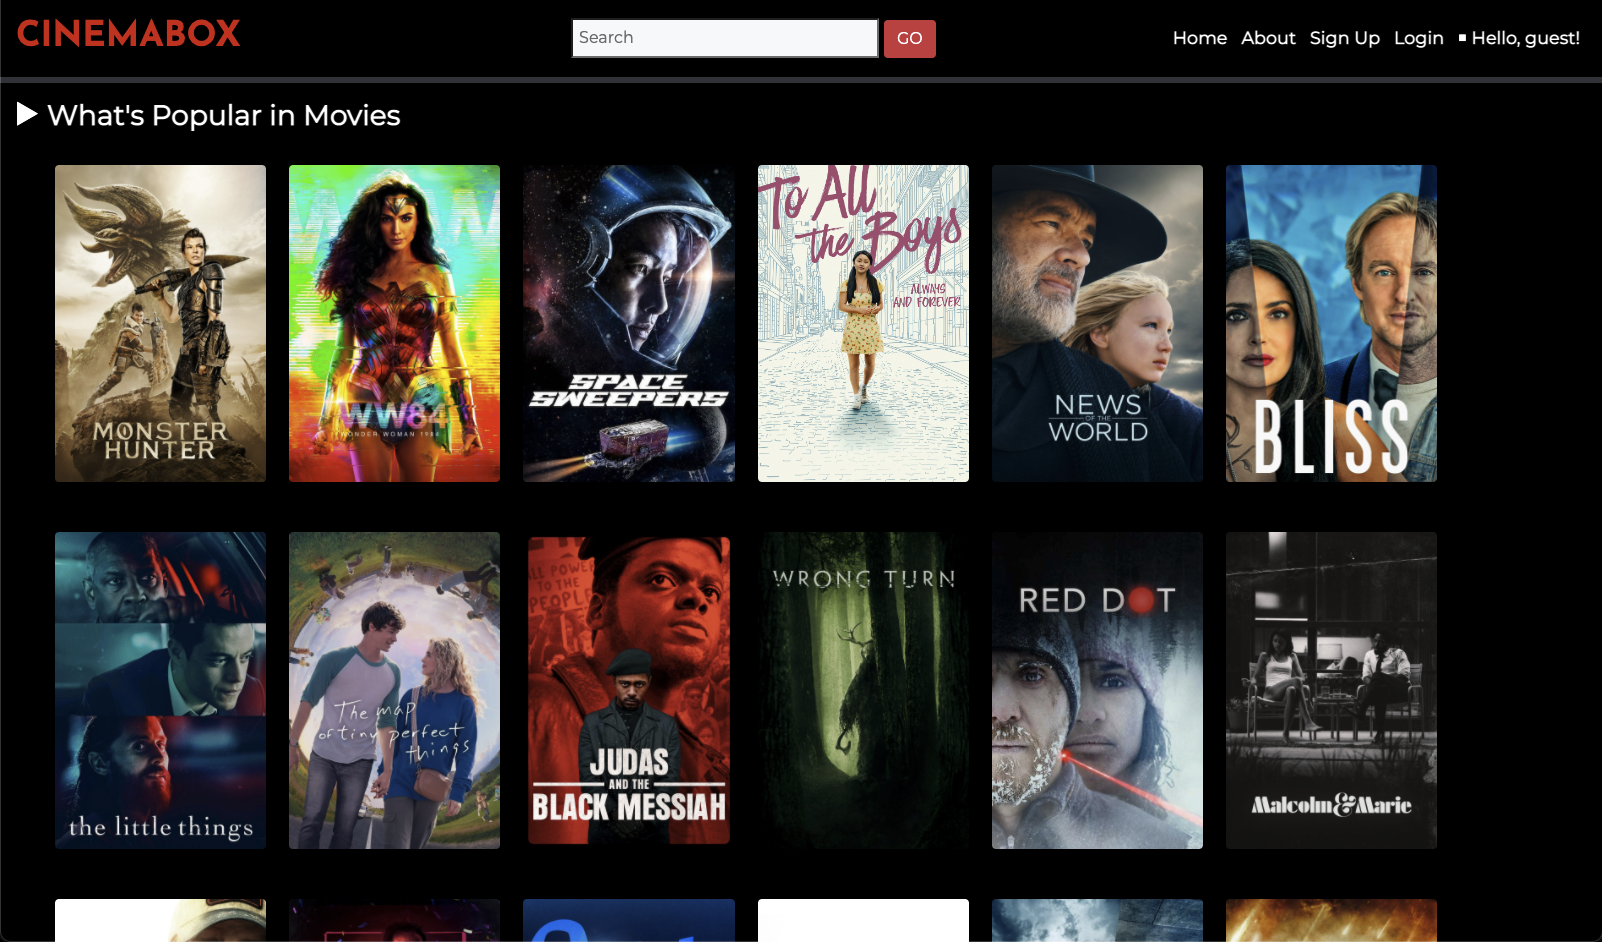 CINEMABOX
Search
GO
Home About Sign Up Login Hello, guest!
What's Popular in Movies
MONSTER
HUNTER
WW84
WONDER WOMAN 1984
SPACE
SWEEPERS
To All
the Boys
ALWAYS
AND FOREVER
NEWS
OF THE
WORLD
BLISS
the little things
The map
of tiny perfect
things
ALL POWER
TO THE
PEOPLE
JUDAS
AND THE
BLACK MESSIAH
WRONG TURN
RED DOT
Malcolm & Marie